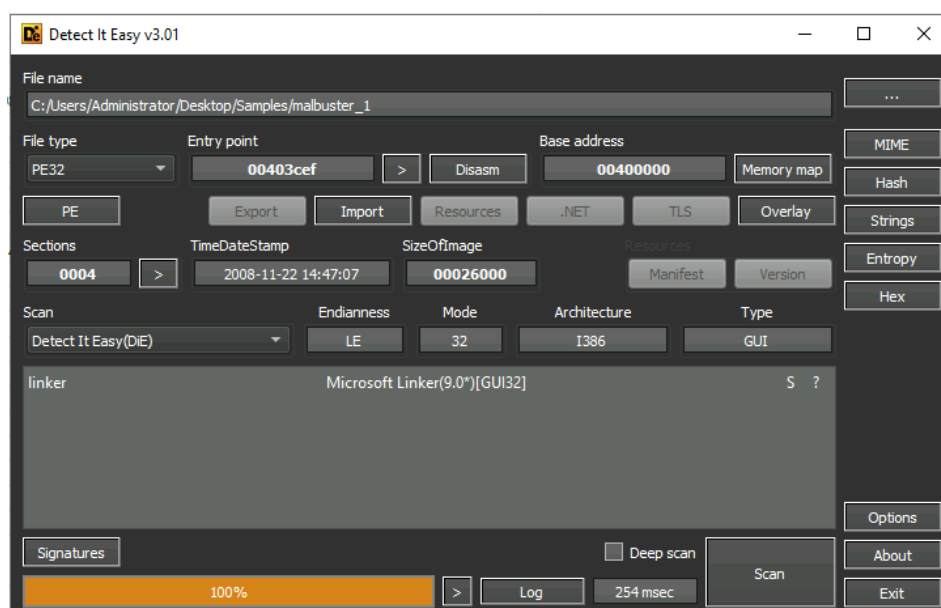 Detect It Easy v3.01
File name
C:/Users/Administrator/Desktop/Samples/malbuster_1
...
File type Entry point Base address
PE32 00403cef > Disasm 00400000 Memory map
MIME
Hash
PE Export Import Resources .NET TLS Overlay
Strings
Sections TimeDateStamp SizeOfImage Resources
0004 > 2008-11-22 14:47:07 00026000 Manifest Version
Entropy
Hex
Scan Endianness Mode Architecture Type
Detect It Easy(DiE) LE 32 I386 GUI
linker Microsoft Linker(9.0*)[GUI32] S ?
Options
Signatures Deep scan Scan
About
100% > Log 254 msec
Exit